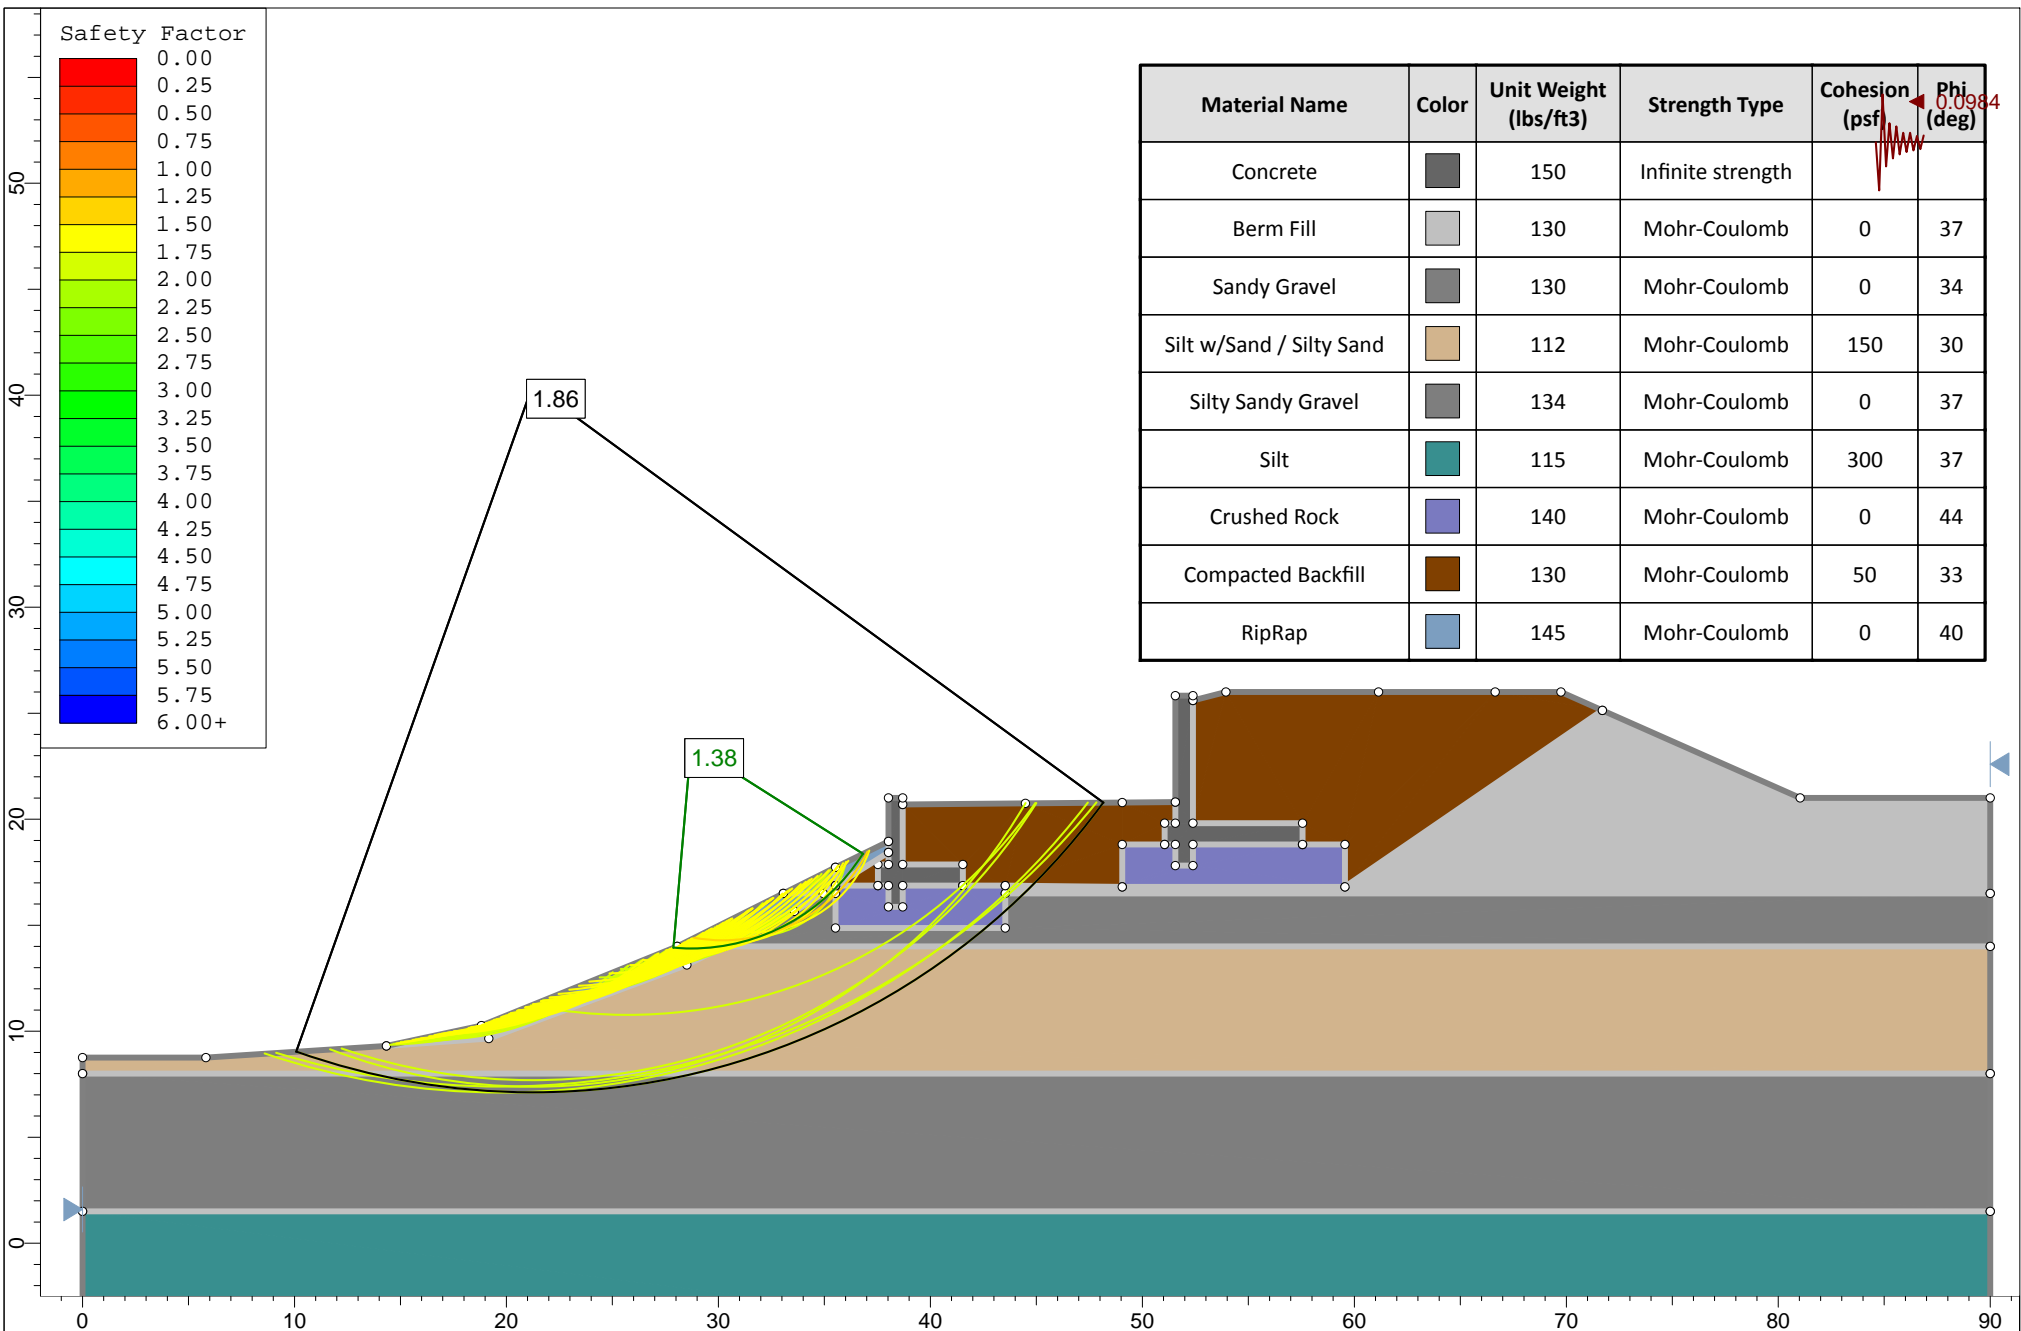 Safety Factor
0.00
0.25
0.50
0.75
1.00
1.25
1.50
1.75
2.00
2.25
2.50
2.75
3.00
3.25
3.50
3.75
4.00
4.25
4.50
4.75
5.00
5.25
5.50
5.75
6.00+
Material Name Color Unit Weight (lbs/ft3) Strength Type Cohesion (psf) Phi (deg)
0.0984
Concrete 150 Infinite strength
Berm Fill 130 Mohr-Coulomb 0 37
Sandy Gravel 130 Mohr-Coulomb 0 34
Silt w/Sand / Silty Sand 112 Mohr-Coulomb 150 30
Silty Sandy Gravel 134 Mohr-Coulomb 0 37
Silt 115 Mohr-Coulomb 300 37
Crushed Rock 140 Mohr-Coulomb 0 44
Compacted Backfill 130 Mohr-Coulomb 50 33
RipRap 145 Mohr-Coulomb 0 40
1.86
1.38
50
40
30
20
10
0
0 10 20 30 40 50 60 70 80 90